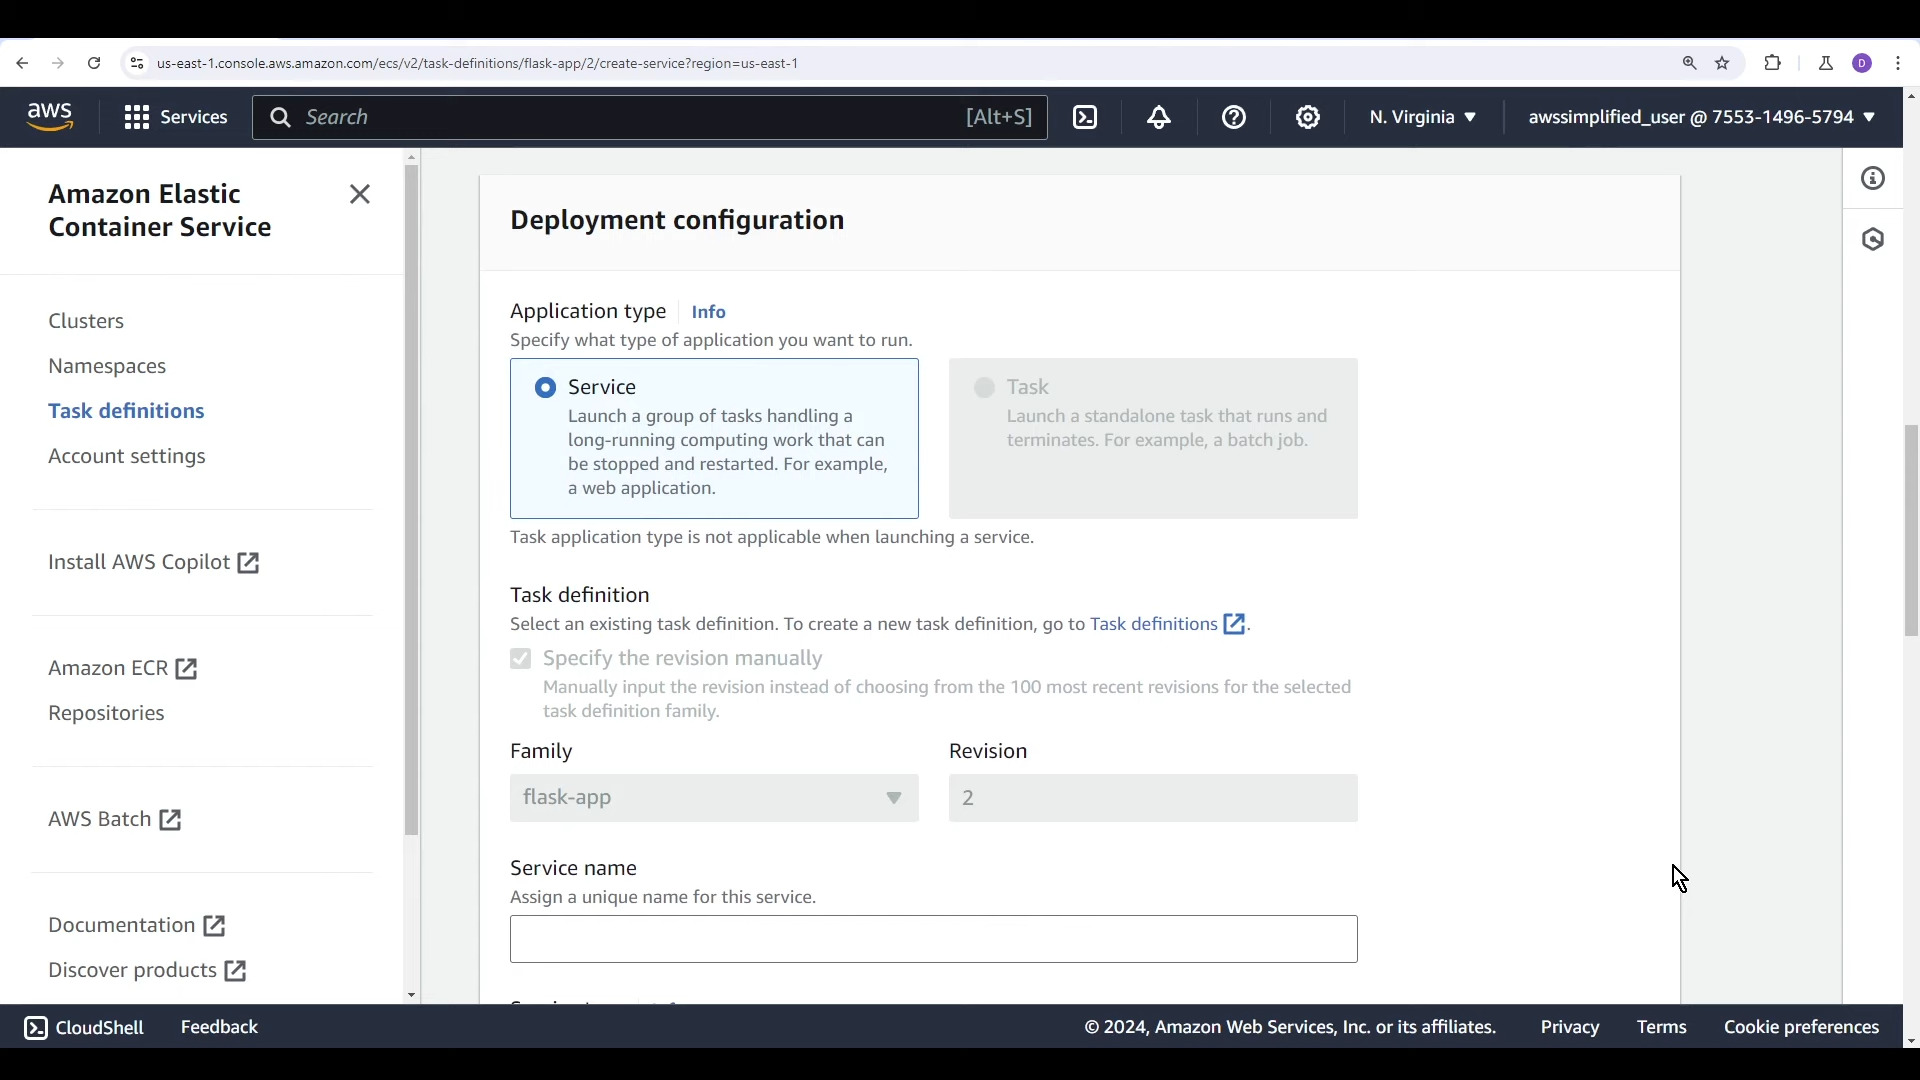 us-east-1.console.aws.amazon.com/ecs/v2/task-definitions/flask-app/2/create-service?region=us-east-1
D
aws
Services
Search
[Alt+S]
N. Virginia
awssimplified_user @ 7553-1496-5794
Amazon Elastic
Container Service
Clusters
Namespaces
Task definitions
Account settings
Install AWS Copilot
Amazon ECR
Repositories
AWS Batch
Documentation
Discover products
Deployment configuration
Application type
Info
Specify what type of application you want to run.
Service
Launch a group of tasks handling a
long-running computing work that can
be stopped and restarted. For example,
a web application.
Task
Launch a standalone task that runs and
terminates. For example, a batch job.
Task application type is not applicable when launching a service.
Task definition
Select an existing task definition. To create a new task definition, go to Task definitions .
Specify the revision manually
Manually input the revision instead of choosing from the 100 most recent revisions for the selected
task definition family.
Family
Revision
flask-app
2
Service name
Assign a unique name for this service.
CloudShell
Feedback
© 2024, Amazon Web Services, Inc. or its affiliates.
Privacy
Terms
Cookie preferences